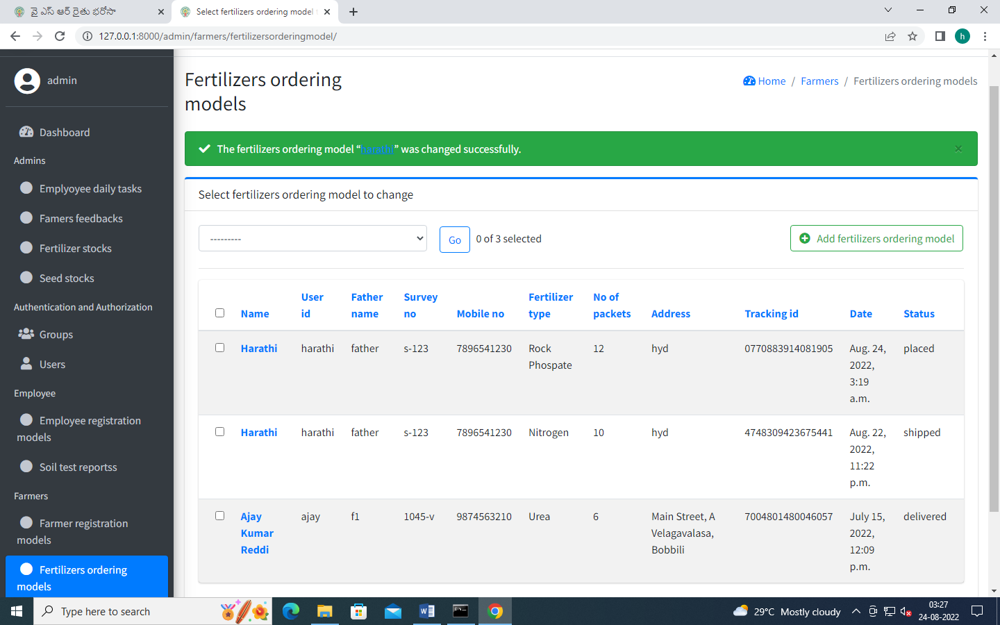 వై ఎస్ ఆర్ రైతు భరోసా
Select fertilizers ordering model t
127.0.0.1:8000/admin/farmers/fertilizersorderingmodel/
h
admin
Dashboard
Admins
Emplyoyee daily tasks
Famers feedbacks
Fertilizer stocks
Seed stocks
Authentication and Authorization
Groups
Users
Employee
Employee registration
models
Soil test reportss
Farmers
Farmer registration
models
Fertilizers ordering
models
Fertilizers ordering
models
Home / Farmers / Fertilizers ordering models
The fertilizers ordering model “harathi” was changed successfully.
×
Select fertilizers ordering model to change
---------
Go
0 of 3 selected
Add fertilizers ordering model
Name User id Father name Survey no Mobile no Fertilizer type No of packets Address Tracking id Date Status
Harathi harathi father s-123 7896541230 Rock Phospate 12 hyd 0770883914081905 Aug. 24, 2022, 3:19 a.m. placed
Harathi harathi father s-123 7896541230 Nitrogen 10 hyd 4748309423675441 Aug. 22, 2022, 11:22 p.m. shipped
Ajay Kumar Reddi ajay f1 1045-v 9874563210 Urea 6 Main Street, A Velagavalasa, Bobbili 7004801480046057 July 15, 2022, 12:09 p.m. delivered
Type here to search
29°C Mostly cloudy
03:27
24-08-2022